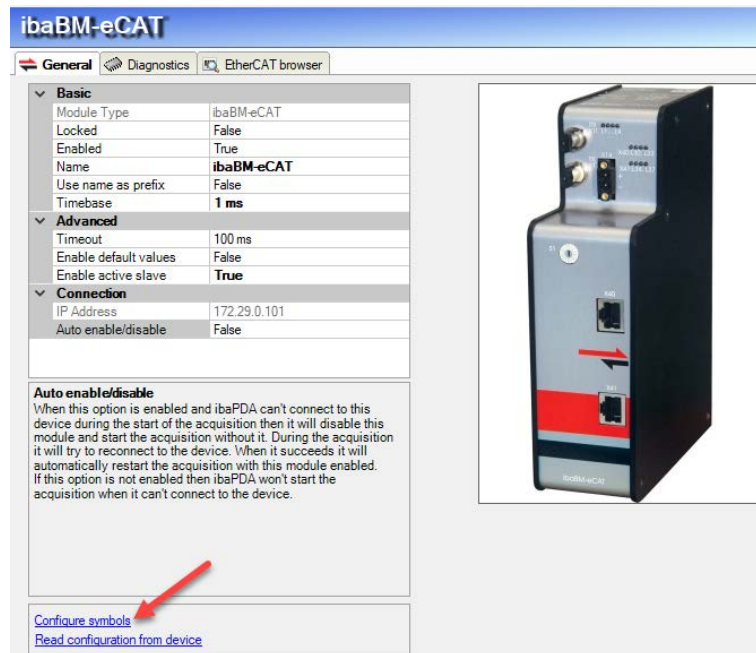 ibaBM-eCAT
General Diagnostics EtherCAT browser
Basic
Module Type ibaBM-eCAT
Locked False
Enabled True
Name ibaBM-eCAT
Use name as prefix False
Timebase 1 ms
Advanced
Timeout 100 ms
Enable default values False
Enable active slave True
Connection
IP Address 172.29.0.101
Auto enable/disable False
Auto enable/disable
When this option is enabled and ibaPDA can't connect to this
device during the start of the acquisition then it will disable this
module and start the acquisition without it. During the acquisition
it will try to reconnect to the device. When it succeeds it will
automatically restart the acquisition with this module enabled.
If this option is not enabled then ibaPDA won't start the
acquisition when it can't connect to the device.
Configure symbols
Read configuration from device
X14
S1
X40
X41
ibaBM-eCAT